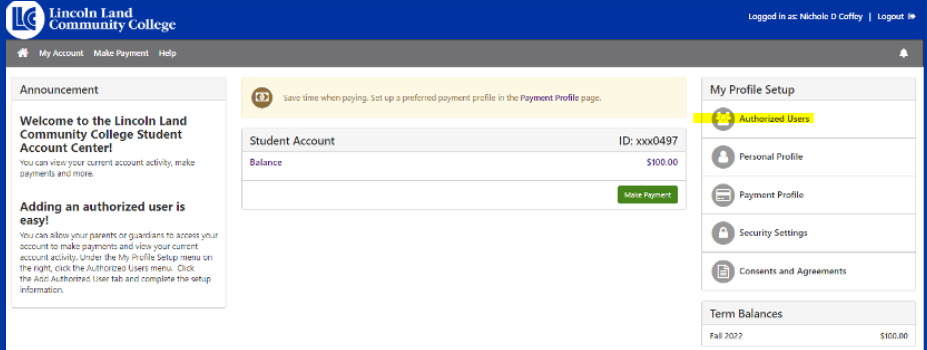 LLC
Lincoln Land
Community College
Logged in as: Nichole D Coffey | Logout
My Account Make Payment Help
Announcement
Welcome to the Lincoln Land
Community College Student
Account Center!
You can view your current account activity, make
payments and more.
Adding an authorized user is
easy!
You can allow your parents or guardians to access your
account to make payments and view your current
account activity. Under the My Profile Setup menu on
the right, click the Authorized Users menu. Click
the Add Authorized User tab and complete the setup
information.
Save time when paying. Set up a preferred payment profile in the Payment Profile page.
Student Account ID: xxx0497
Balance $100.00
Make Payment
My Profile Setup
Authorized Users
Personal Profile
Payment Profile
Security Settings
Consents and Agreements
Term Balances
Fall 2022 $100.00